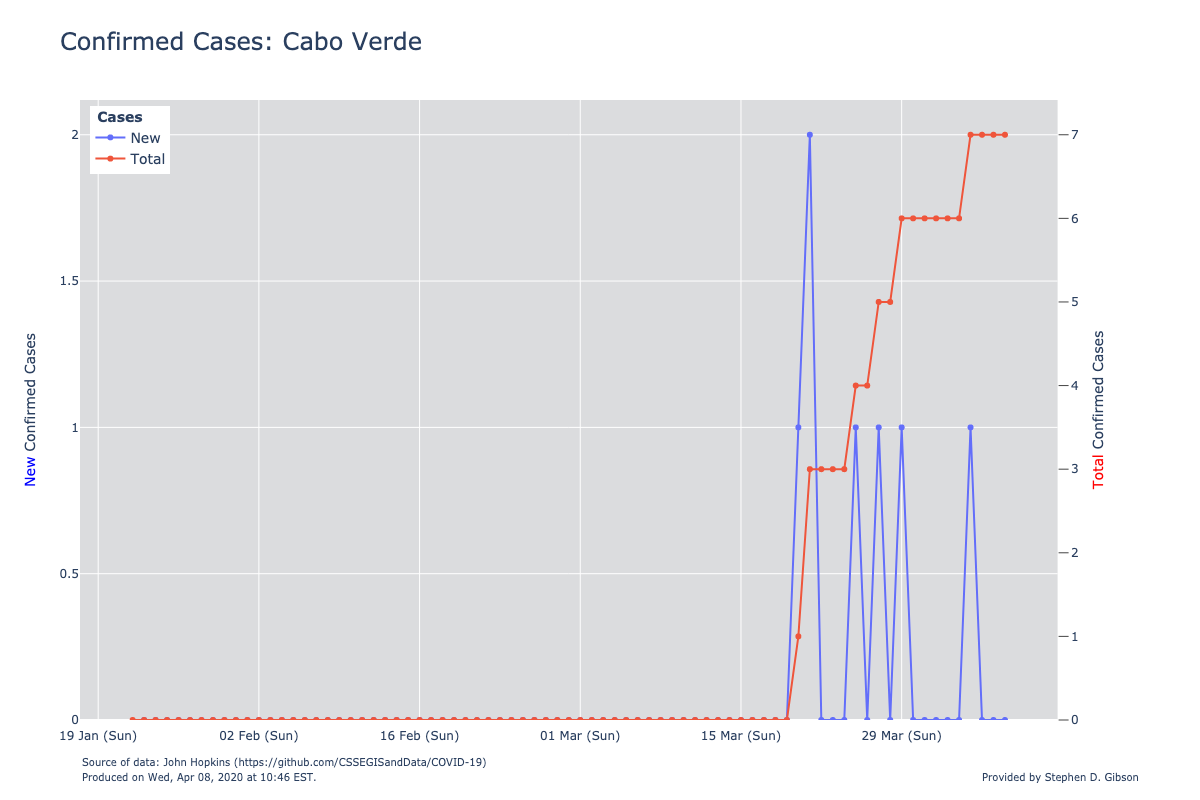 Confirmed Cases: Cabo Verde
Cases
New
Total
2
1.5
1
0.5
0
New Confirmed Cases
7
6
5
4
3
2
1
0
Total Confirmed Cases
19 Jan (Sun)
02 Feb (Sun)
16 Feb (Sun)
01 Mar (Sun)
15 Mar (Sun)
29 Mar (Sun)
Source of data: John Hopkins (https://github.com/CSSEGISandData/COVID-19)
Produced on Wed, Apr 08, 2020 at 10:46 EST.
Provided by Stephen D. Gibson